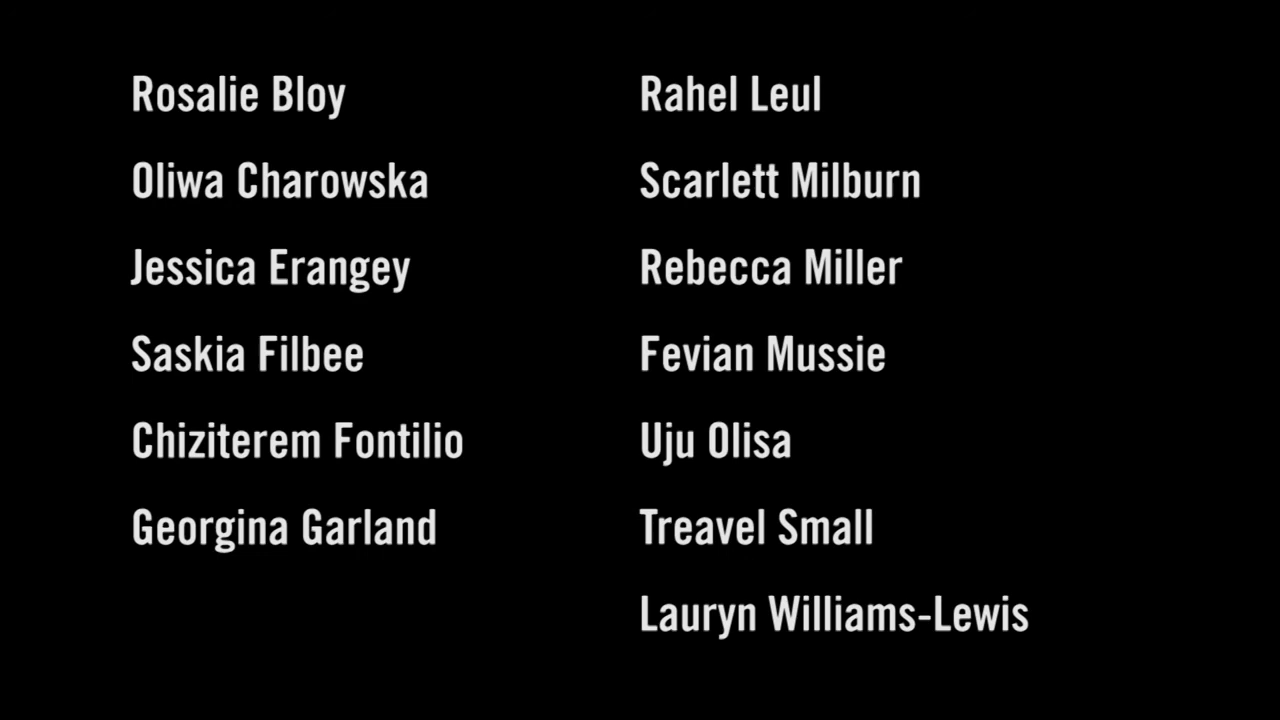 Rosalie Bloy
Oliwa Charowska
Jessica Erangey
Saskia Filbee
Chiziterem Fontilio
Georgina Garland
Rahel Leul
Scarlett Milburn
Rebecca Miller
Fevian Mussie
Uju Olisa
Treavel Small
Lauryn Williams-Lewis